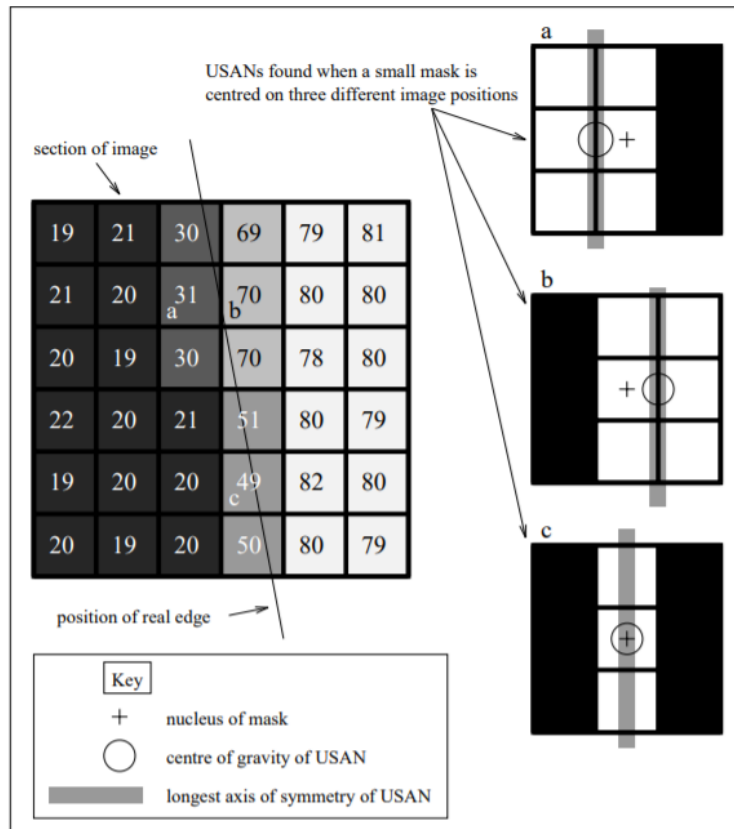 a
USANs found when a small mask is
centred on three different image positions
section of image
19 21 30 69 79 81
21 20 31 70 80 80
a b
20 19 30 70 78 80
22 20 21 51 80 79
19 20 20 49 82 80
c
20 19 20 50 80 79
b
c
position of real edge
Key
nucleus of mask
centre of gravity of USAN
longest axis of symmetry of USAN